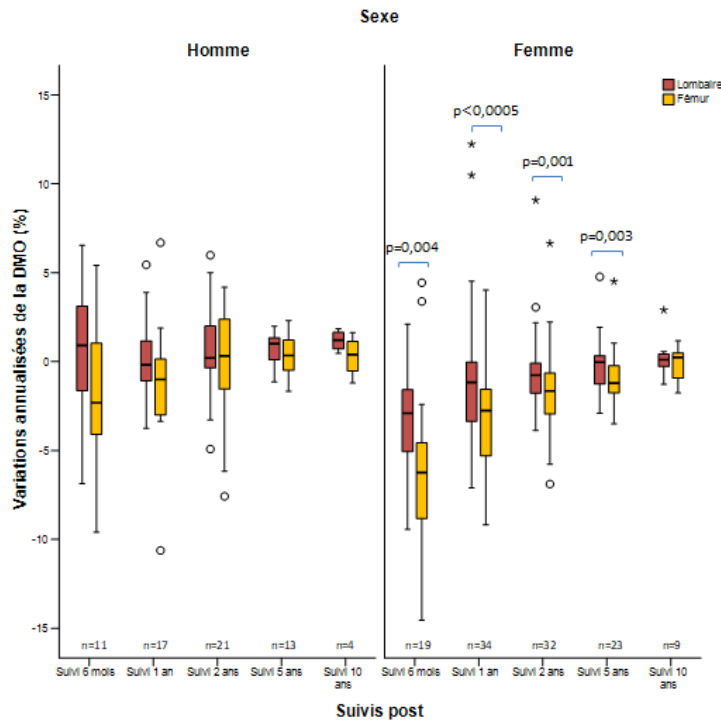 Sexe
Homme
Femme
Lombaire
Fémur
p<0,0005
p=0,001
p=0,004
p=0,003
Variations annualisées de la DMO (%)
15
10
5
0
-5
-10
-15
n=11 n=17 n=21 n=13 n=4 n=19 n=34 n=32 n=23 n=9
Suivi 6 mois Suivi 1 an Suivi 2 ans Suivi 5 ans Suivi 10 Suivi 6 mois Suivi 1 an Suivi 2 ans Suivi 5 ans Suivi 10
ans ans
Suivis post